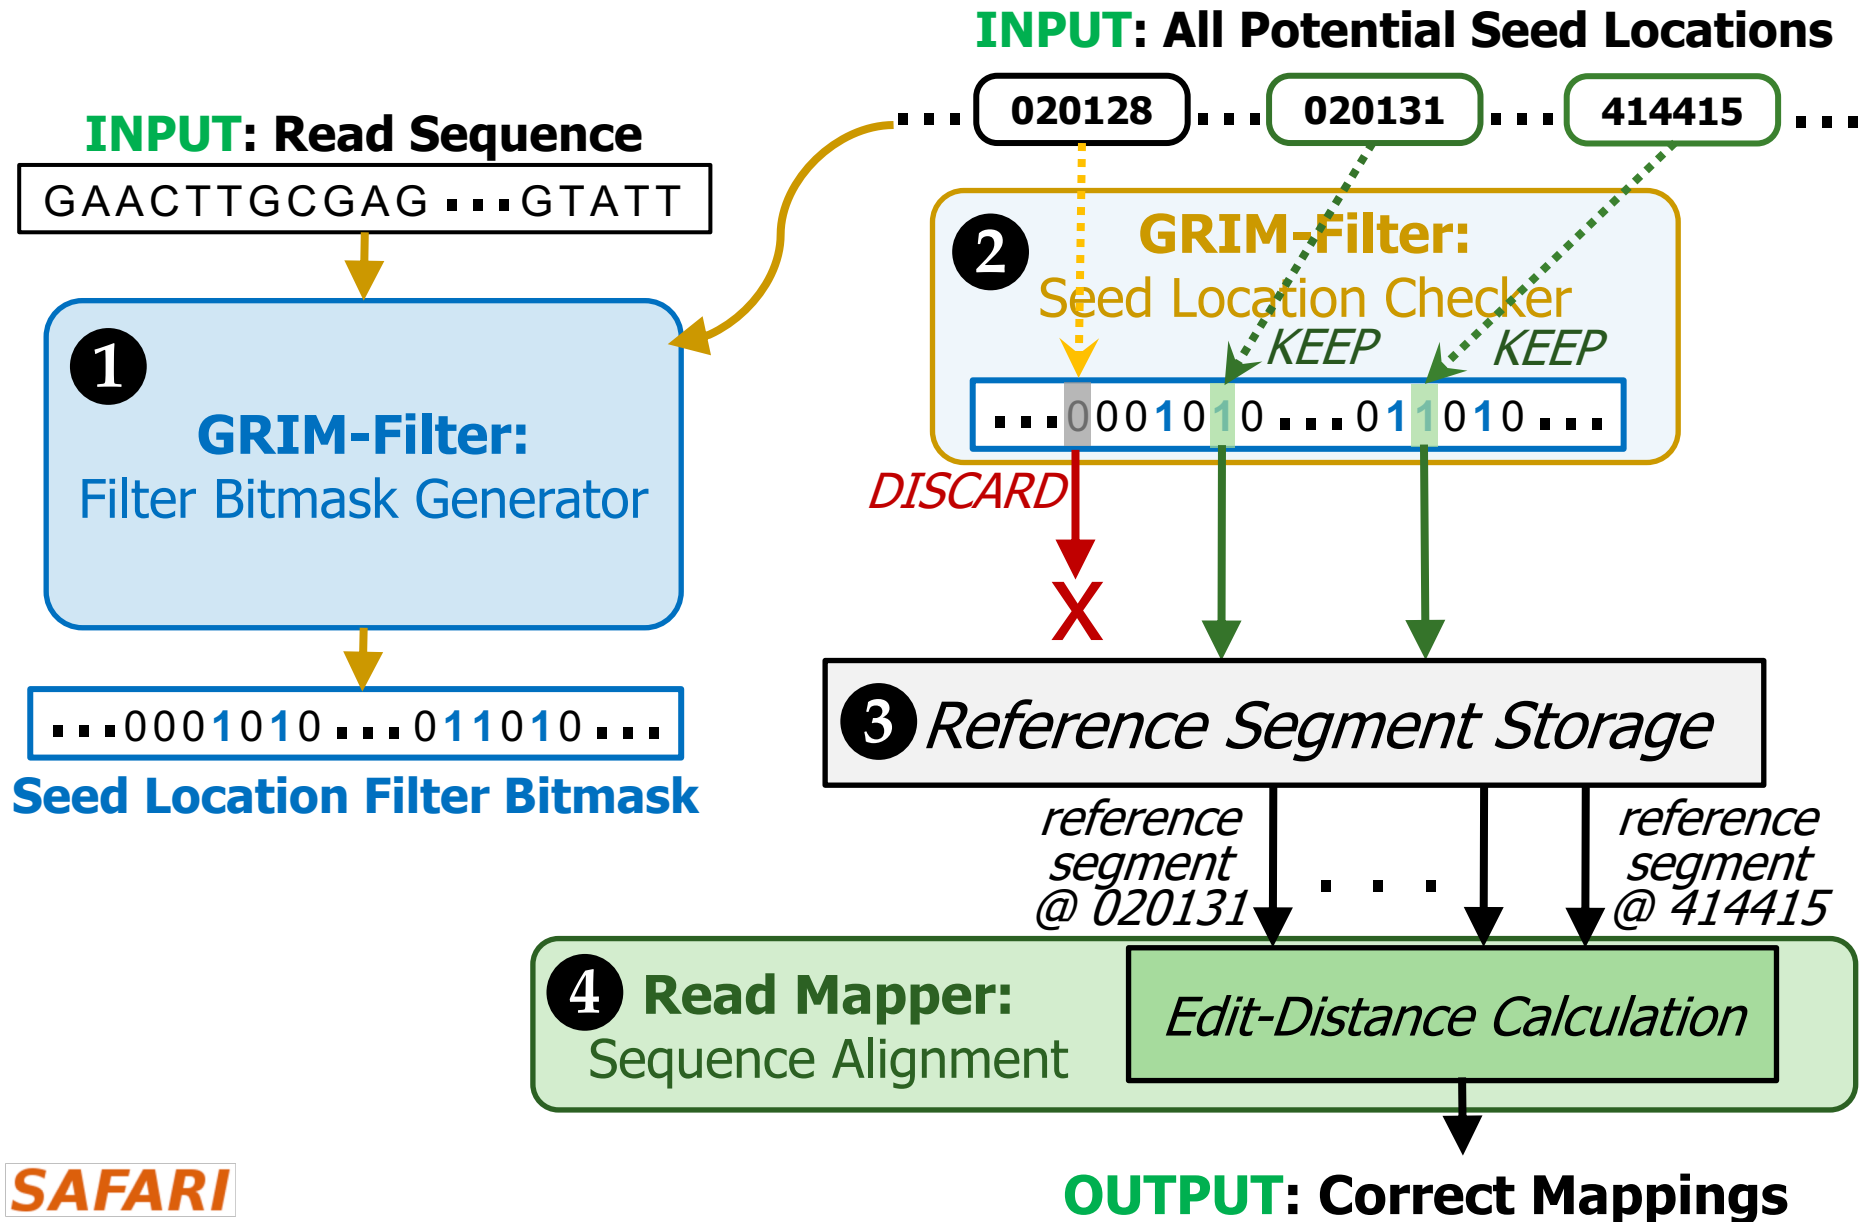 INPUT: All Potential Seed Locations
... 020128 ... 020131 ... 414415 ...
INPUT: Read Sequence
GAACTTGCGAG ... GTATT
1
GRIM-Filter:
Filter Bitmask Generator
...0001010...011010...
Seed Location Filter Bitmask
2
GRIM-Filter:
Seed Location Checker
KEEP KEEP
...0001010...011010...
DISCARD
X
3 Reference Segment Storage
reference
segment
@ 020131
. . .
reference
segment
@ 414415
4 Read Mapper:
Sequence Alignment
Edit-Distance Calculation
OUTPUT: Correct Mappings
SAFARI